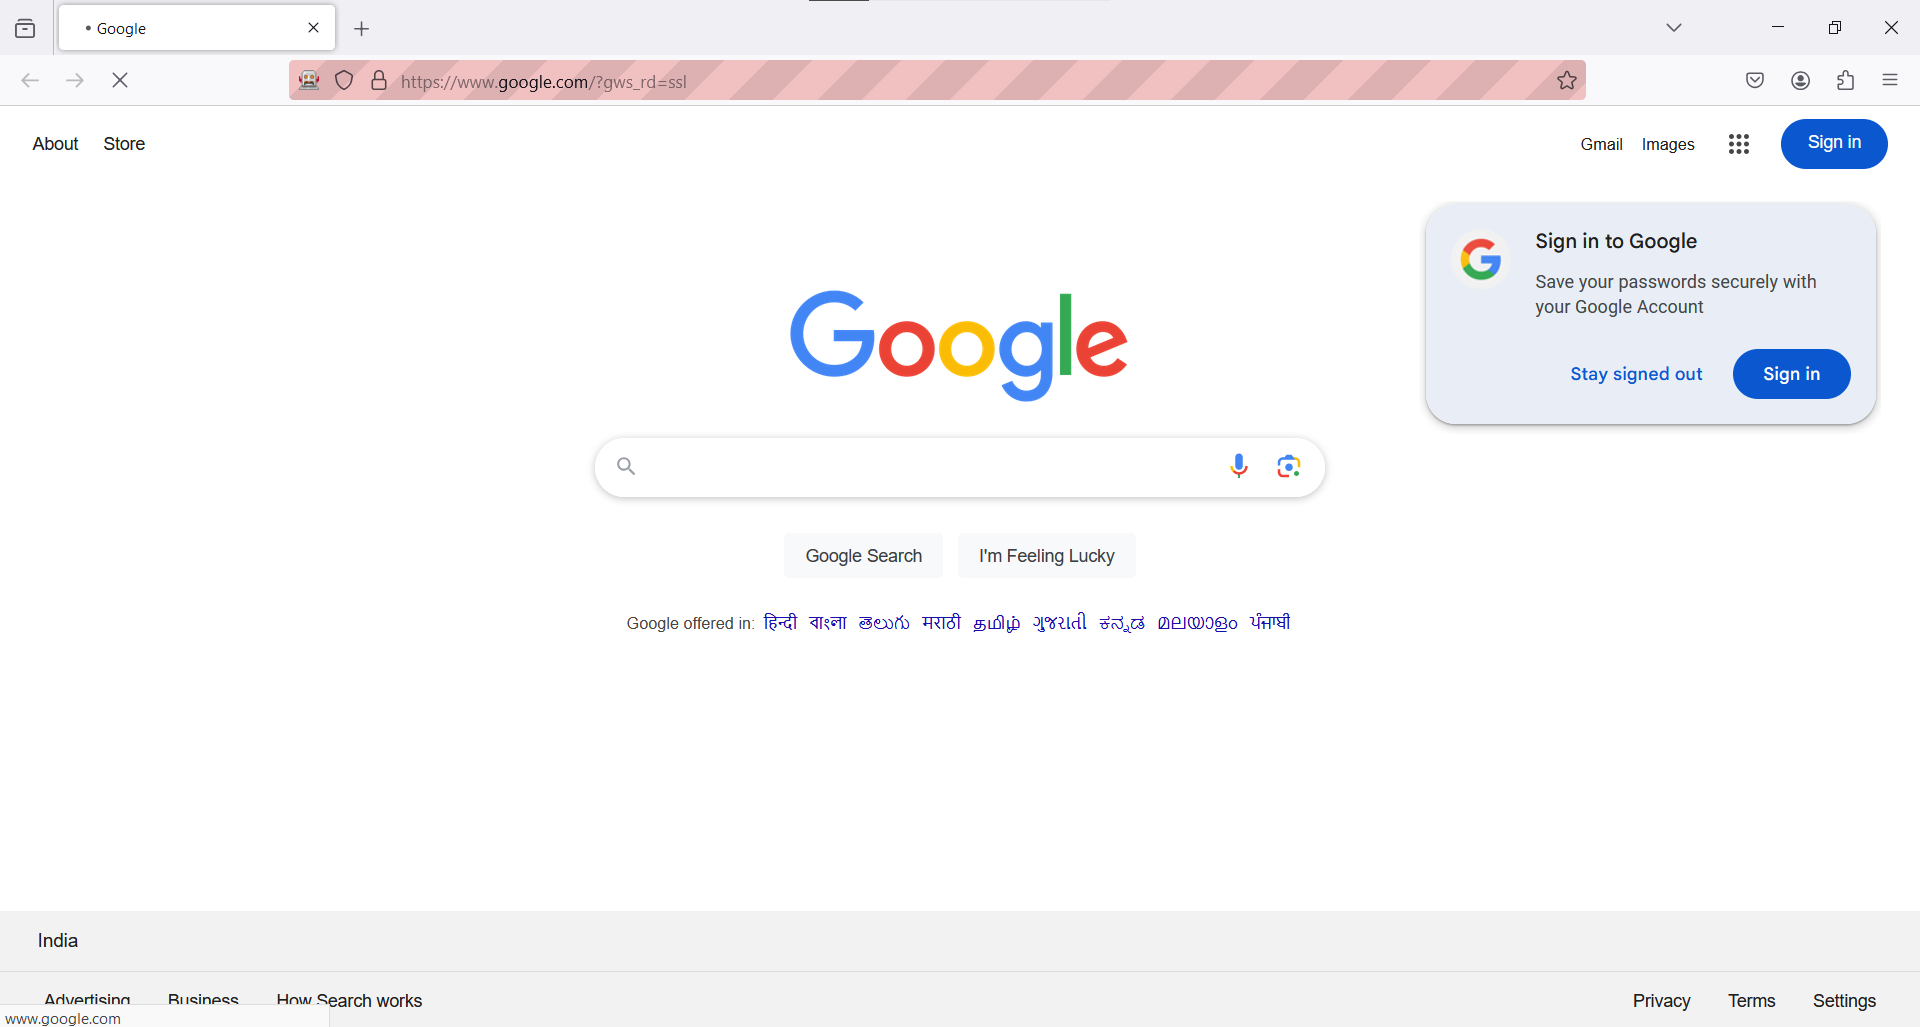 Google
https://www.google.com/?gws_rd=ssl
About Store
Gmail Images Sign in
Sign in to Google
Save your passwords securely with
your Google Account
Stay signed out Sign in
Google
Google Search I'm Feeling Lucky
Google offered in: हिन्दी বাংলা తెలుగు मराठी தமிழ் ગુજરાતી ಕನ್ನಡ മലയാളം ਪੰਜਾਬੀ
India
Advertising Business How Search works
Privacy Terms Settings
www.google.com